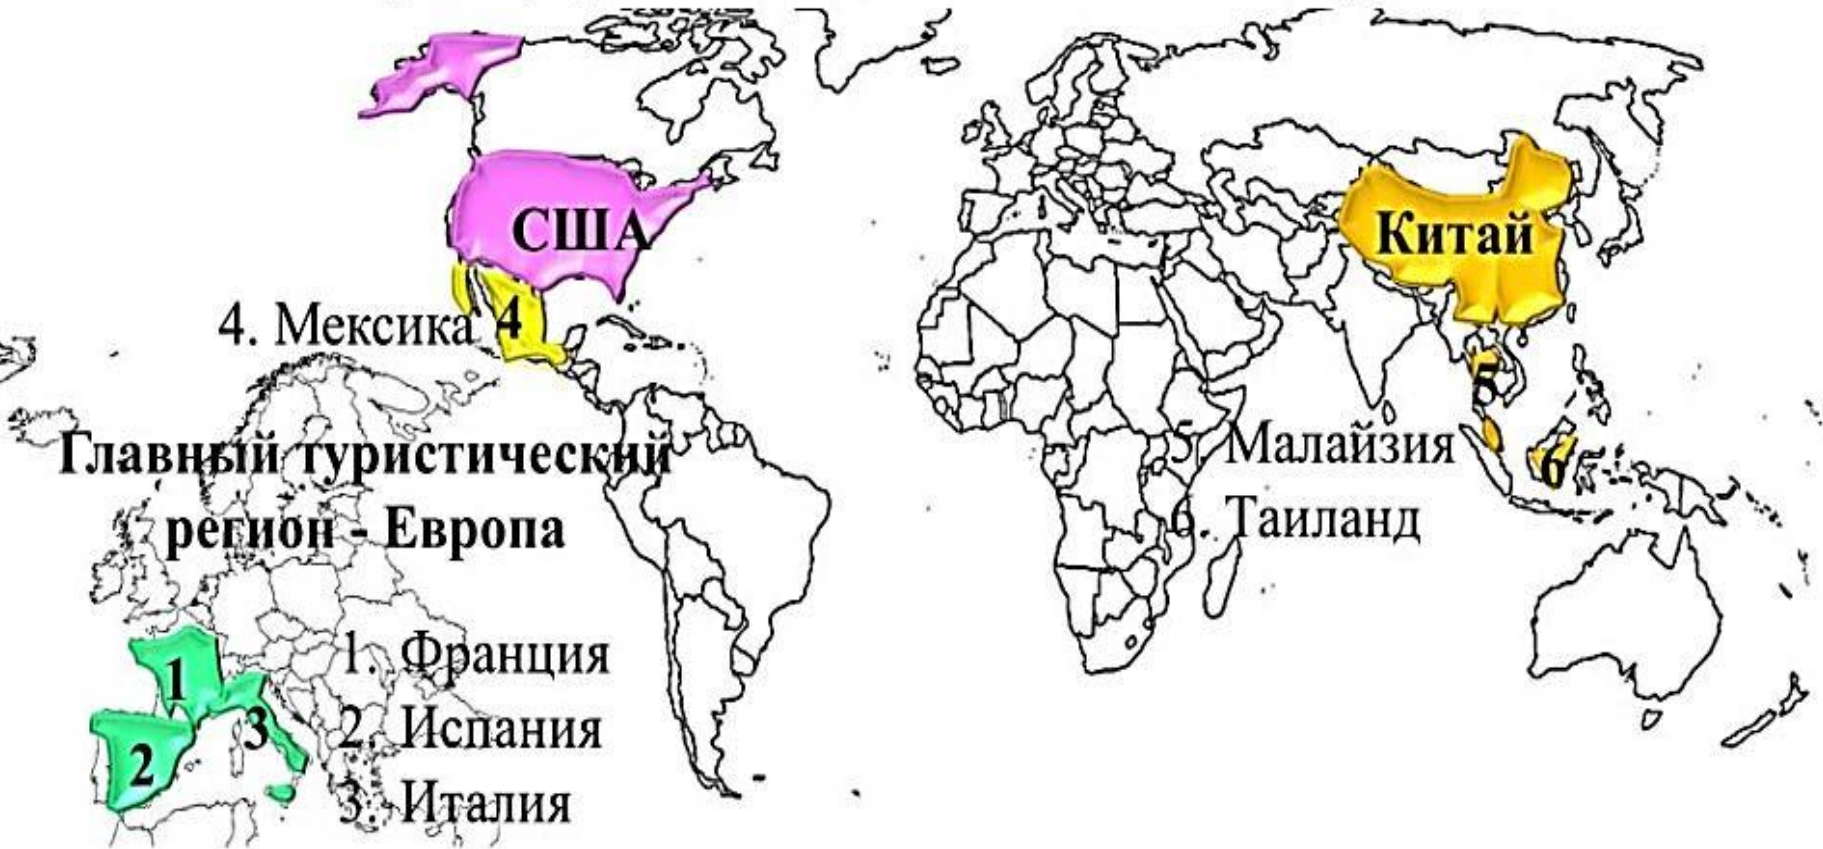 США
Китай
4. Мексика
4
5
Главный туристический
регион - Европа
5. Малайзия
6
6. Таиланд
1
1. Франция
2
2. Испания
3
3. Италия